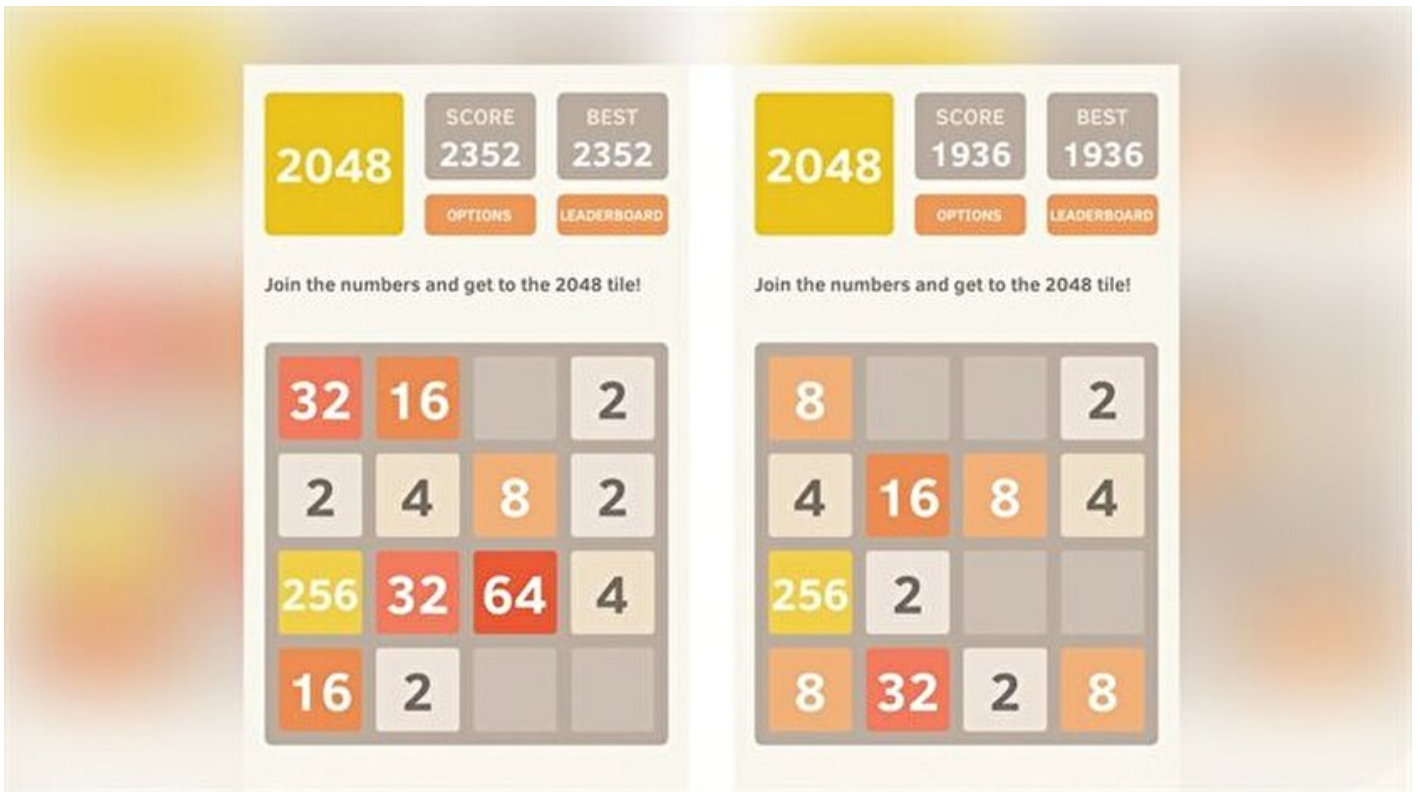 2048
SCORE
2352
BEST
2352
OPTIONS
LEADERBOARD
Join the numbers and get to the 2048 tile!
32 16 2
2 4 8 2
256 32 64 4
16 2
2048
SCORE
1936
BEST
1936
OPTIONS
LEADERBOARD
Join the numbers and get to the 2048 tile!
8 2
4 16 8 4
256 2
8 32 2 8